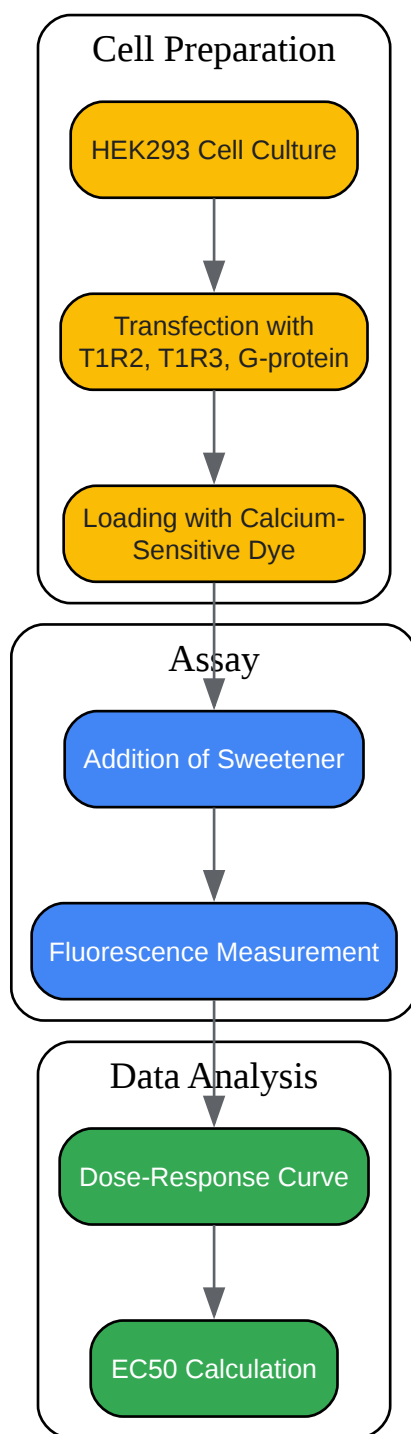 Cell Preparation
HEK293 Cell Culture
Transfection with
T1R2, T1R3, G-protein
Loading with Calcium-
Sensitive Dye
Assay
Addition of Sweetener
Fluorescence Measurement
Data Analysis
Dose-Response Curve
EC50 Calculation